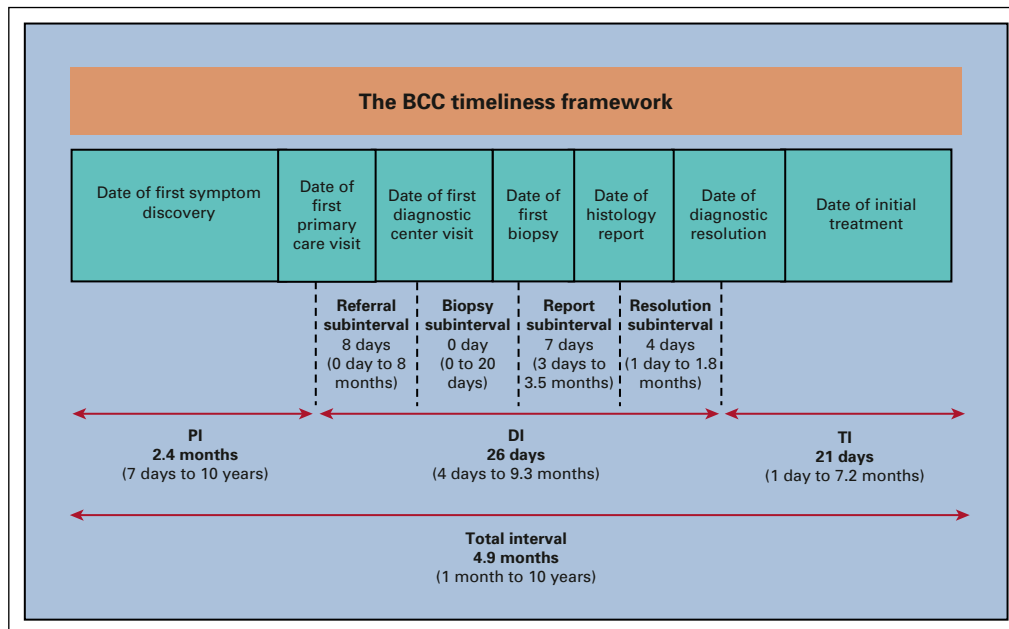 The BCC timeliness framework
Date of first symptom
discovery
Date of
first
primary
care visit
Date of first
diagnostic
center visit
Date of
first
biopsy
Date of
histology
report
Date of
diagnostic
resolution
Date of initial
treatment
Referral
subinterval
8 days
(0 day to 8
months)
Biopsy
subinterval
0 day
(0 to 20
days)
Report
subinterval
7 days
(3 days to
3.5 months)
Resolution
subinterval
4 days
(1 day to 1.8
months)
PI
2.4 months
(7 days to 10 years)
DI
26 days
(4 days to 9.3 months)
TI
21 days
(1 day to 7.2 months)
Total interval
4.9 months
(1 month to 10 years)